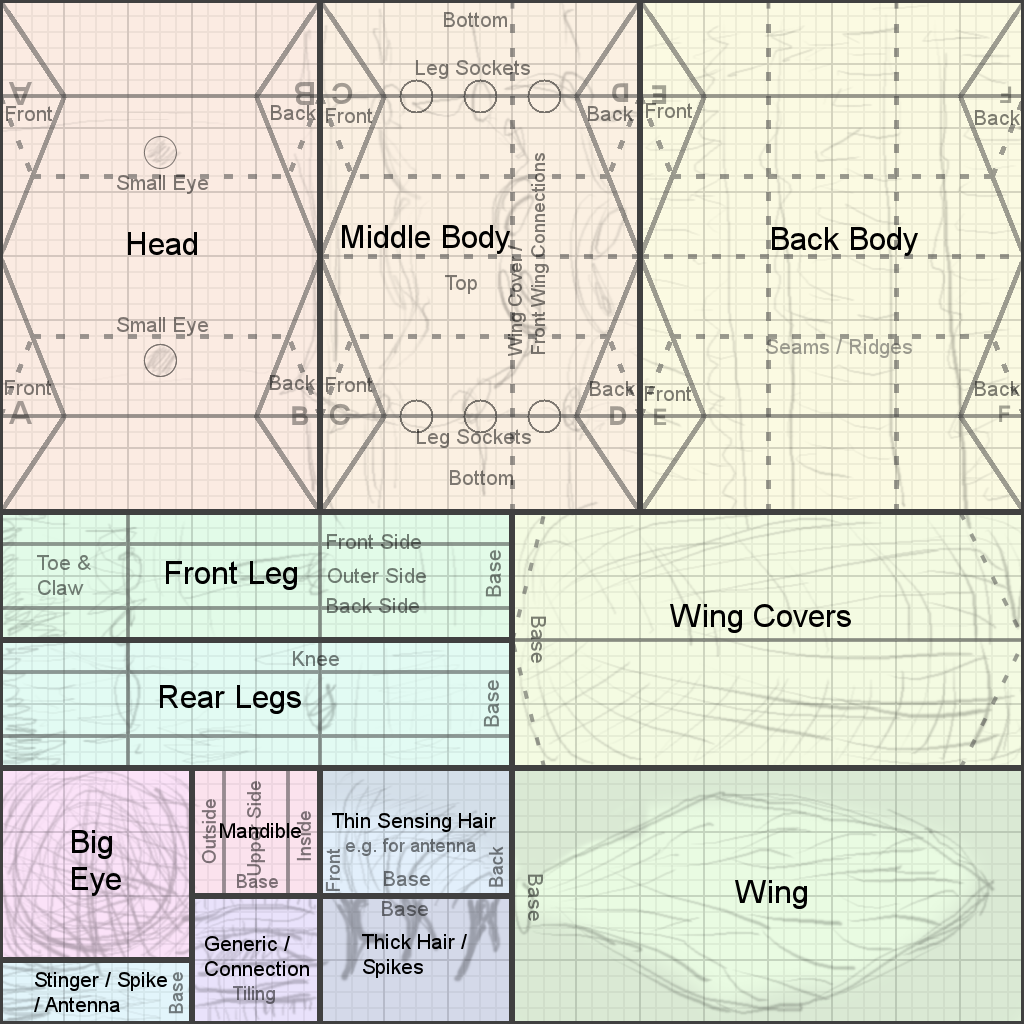 Bottom
Leg Sockets
A
B
C
D
E
F
Front
Back
Front
Back
Front
Back
Small Eye
Head
Small Eye
Middle Body
Top
Wing Cover /
Front Wing Connections
Back Body
Seams / Ridges
Front
Back
Front
Back
Front
Back
A
B
C
D
E
F
Leg Sockets
Bottom
Toe &
Claw
Front Leg
Front Side
Outer Side
Back Side
Base
Knee
Rear Legs
Base
Base
Wing Covers
Big
Eye
Outside
Mandible
Upper Side
Inside
Base
Thin Sensing Hair
e.g. for antenna
Front
Base
Back
Base
Wing
Base
Thick Hair /
Spikes
Generic /
Connection
Tiling
Stinger / Spike
/ Antenna
Base